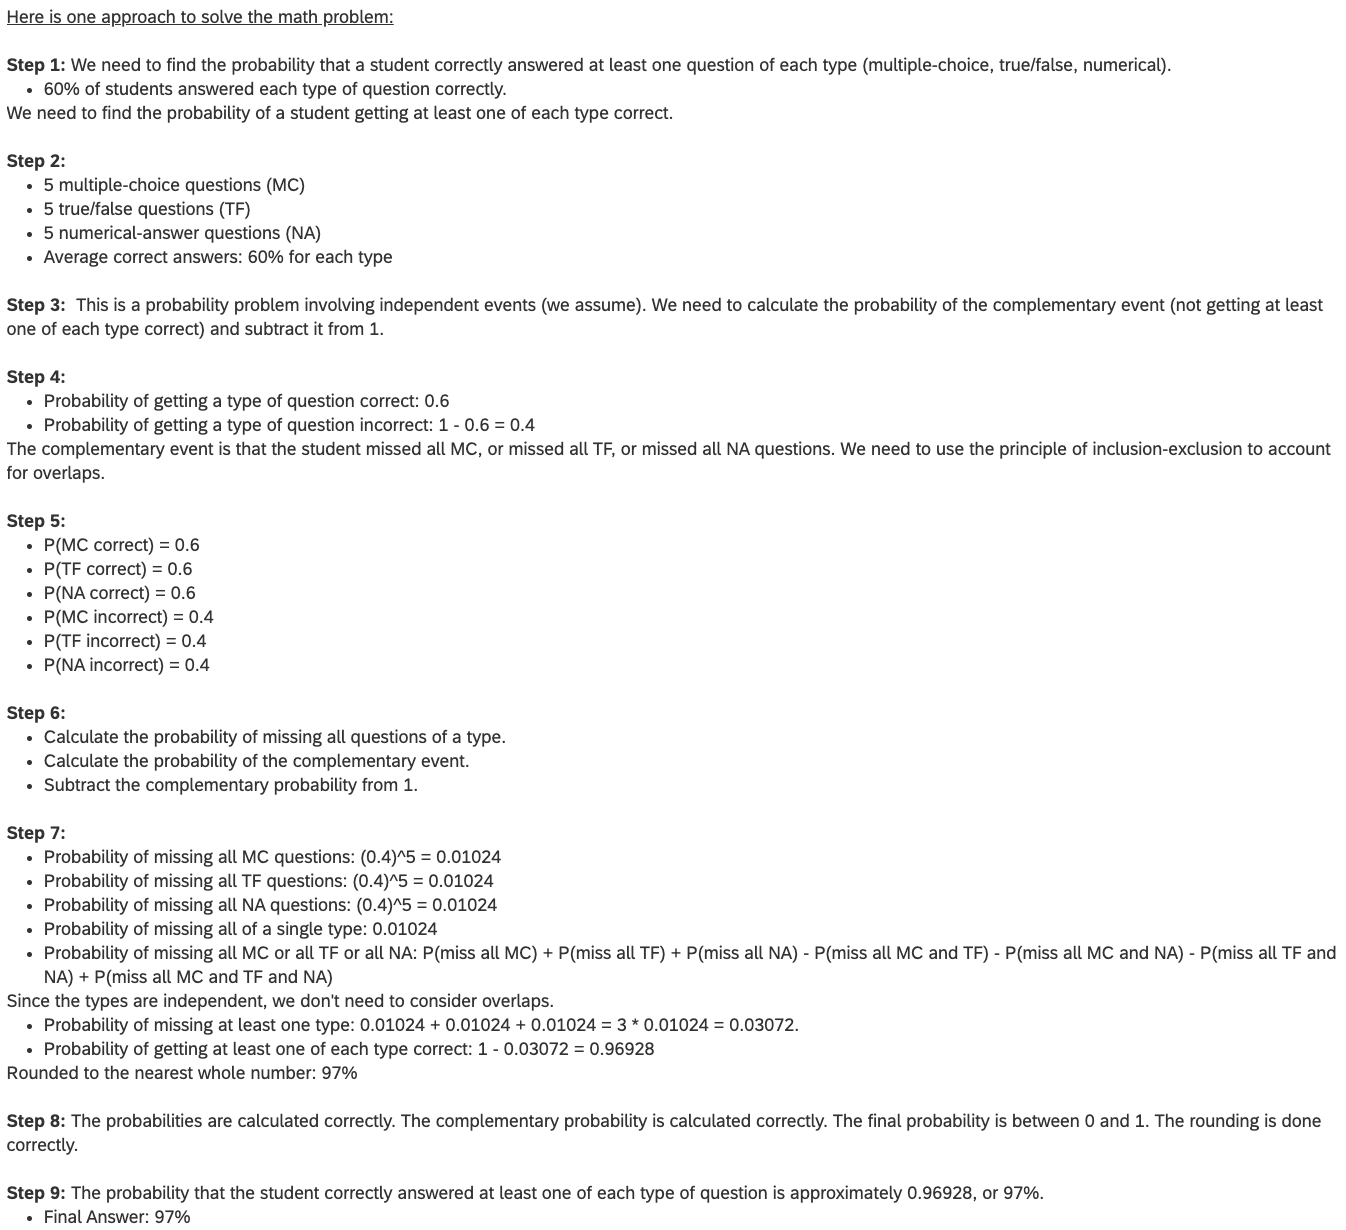 Here is one approach to solve the math problem:
Step 1: We need to find the probability that a student correctly answered at least one question of each type (multiple-choice, true/false, numerical).
• 60% of students answered each type of question correctly.
We need to find the probability of a student getting at least one of each type correct.
Step 2:
• 5 multiple-choice questions (MC)
• 5 true/false questions (TF)
• 5 numerical-answer questions (NA)
• Average correct answers: 60% for each type
Step 3: This is a probability problem involving independent events (we assume). We need to calculate the probability of the complementary event (not getting at least
one of each type correct) and subtract it from 1.
Step 4:
• Probability of getting a type of question correct: 0.6
• Probability of getting a type of question incorrect: 1 - 0.6 = 0.4
The complementary event is that the student missed all MC, or missed all TF, or missed all NA questions. We need to use the principle of inclusion-exclusion to account
for overlaps.
Step 5:
• P(MC correct) = 0.6
• P(TF correct) = 0.6
• P(NA correct) = 0.6
• P(MC incorrect) = 0.4
• P(TF incorrect) = 0.4
• P(NA incorrect) = 0.4
Step 6:
• Calculate the probability of missing all questions of a type.
• Calculate the probability of the complementary event.
• Subtract the complementary probability from 1.
Step 7:
• Probability of missing all MC questions: (0.4)^5 = 0.01024
• Probability of missing all TF questions: (0.4)^5 = 0.01024
• Probability of missing all NA questions: (0.4)^5 = 0.01024
• Probability of missing all of a single type: 0.01024
• Probability of missing all MC or all TF or all NA: P(miss all MC) + P(miss all TF) + P(miss all NA) - P(miss all MC and TF) - P(miss all MC and NA) - P(miss all TF and
NA) + P(miss all MC and TF and NA)
Since the types are independent, we don't need to consider overlaps.
• Probability of missing at least one type: 0.01024 + 0.01024 + 0.01024 = 3 * 0.01024 = 0.03072.
• Probability of getting at least one of each type correct: 1 - 0.03072 = 0.96928
Rounded to the nearest whole number: 97%
Step 8: The probabilities are calculated correctly. The complementary probability is calculated correctly. The final probability is between 0 and 1. The rounding is done
correctly.
Step 9: The probability that the student correctly answered at least one of each type of question is approximately 0.96928, or 97%.
• Final Answer: 97%